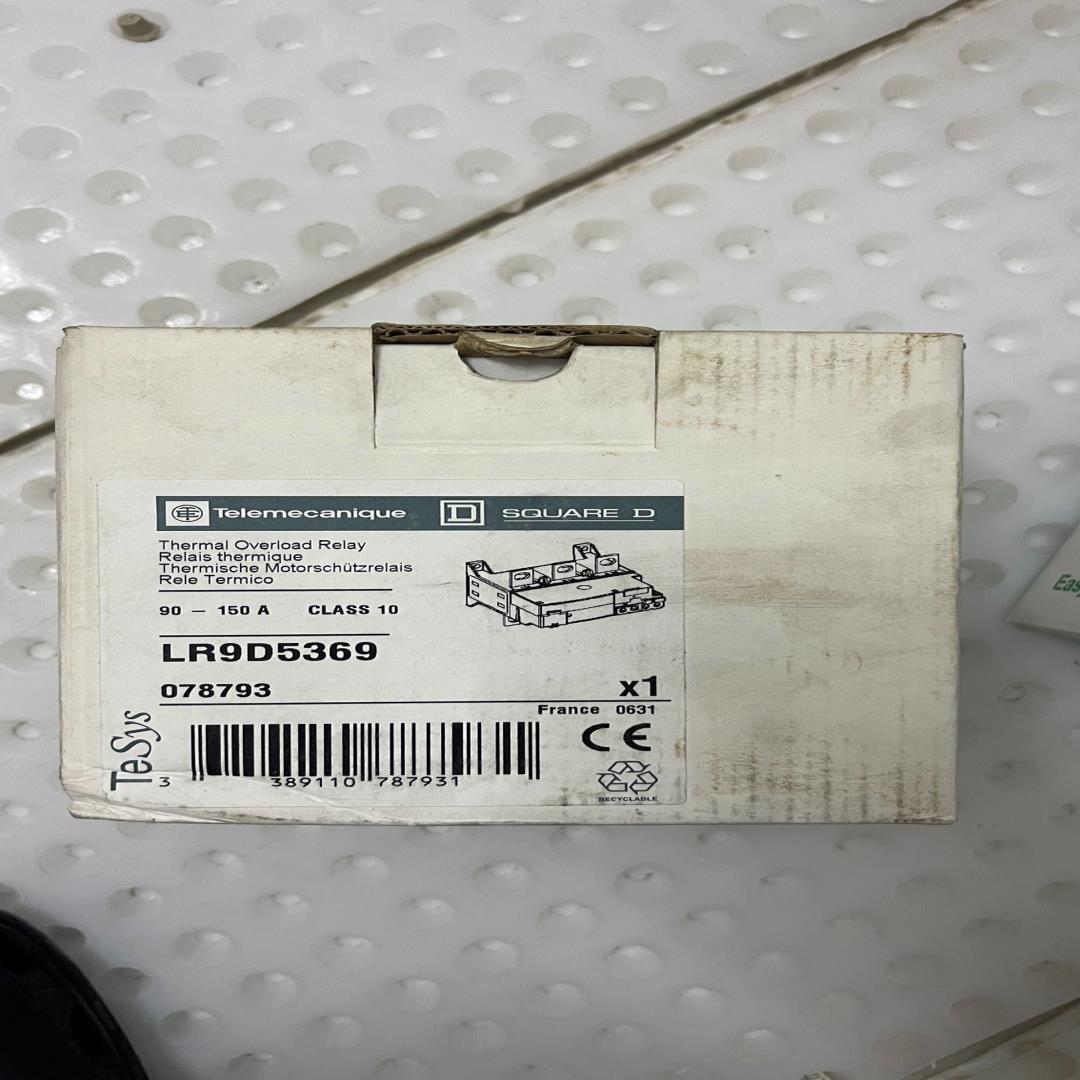 Telemecanique SQUARE D
Thermal Overload Relay
Relais thermique
Thermische Motorschützrelais
Rele Termico
90 – 150 A CLASS 10
LR9D5369
078793 x1
France 0631
TeSys
CE
3 389110 787931
RECYCLABLE
Eas